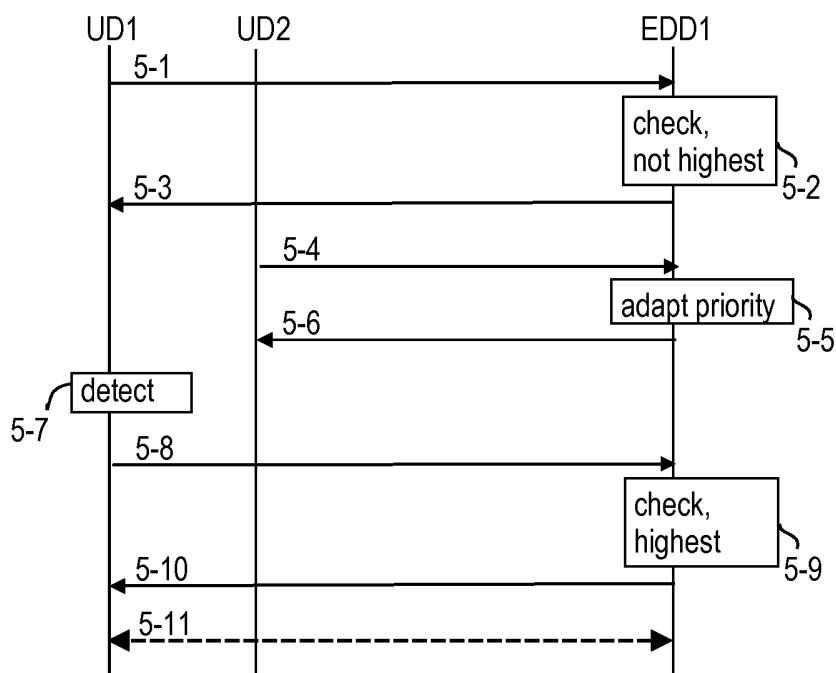 UD1 UD2 EDD1
5-1
check,
not highest
5-2
5-3
5-4
adapt priority
5-5
5-6
detect
5-7
5-8
check,
highest
5-9
5-10
5-11